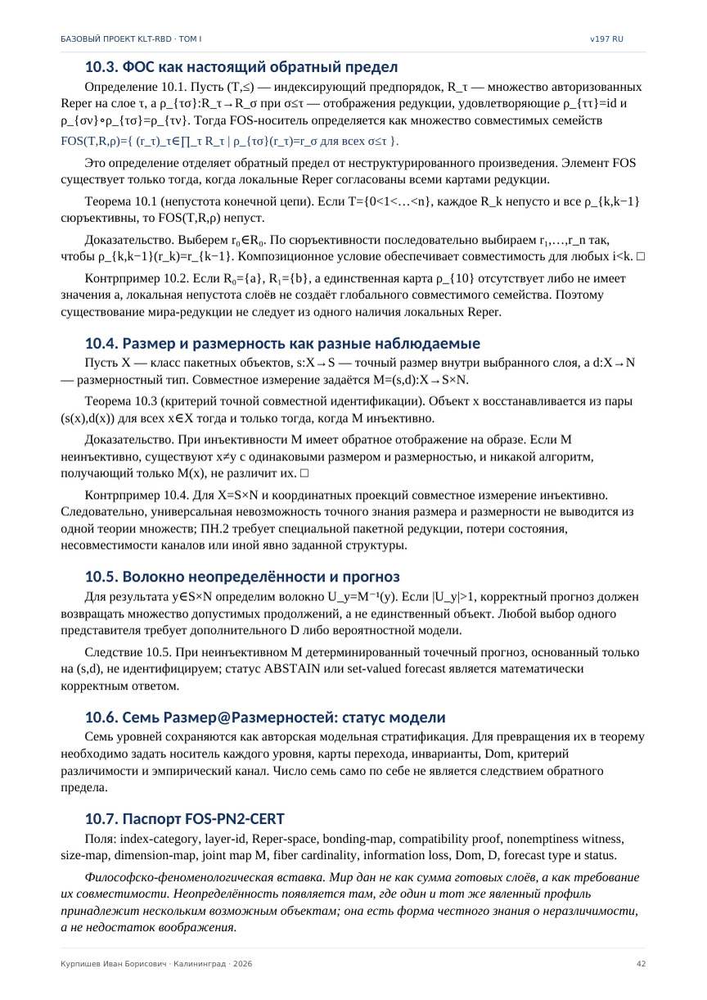 БАЗОВЫЙ ПРОЕКТ KLT-RBD · ТОМ I
v197 RU
10.3. ФОС как настоящий обратный предел
Определение 10.1. Пусть (T,≤) — индексирующий предпорядок, R_τ — множество авторизованных
Reper на слое τ, а ρ_{τσ}:R_τ→R_σ при σ≤τ — отображения редукции, удовлетворяющие ρ_{ττ}=id и
ρ_{σν}∘ρ_{τσ}=ρ_{τν}. Тогда FOS-носитель определяется как множество совместимых семейств
FOS(T,R,ρ)={ (r_τ)_τ∈∏_τ R_τ | ρ_{τσ}(r_τ)=r_σ для всех σ≤τ }.
Это определение отделяет обратный предел от неструктурированного произведения. Элемент FOS
существует только тогда, когда локальные Reper согласованы всеми картами редукции.
Теорема 10.1 (непустота конечной цепи). Если T={0<1<…<n}, каждое R_k непусто и все ρ_{k,k−1}
сюръективны, то FOS(T,R,ρ) непуст.
Доказательство. Выберем r₀∈R₀. По сюръективности последовательно выбираем r₁,…,r_n так,
чтобы ρ_{k,k−1}(r_k)=r_{k−1}. Композиционное условие обеспечивает совместимость для любых i<k. □
Контрпример 10.2. Если R₀={a}, R₁={b}, а единственная карта ρ_{10} отсутствует либо не имеет
значения a, локальная непустота слоёв не создаёт глобального совместимого семейства. Поэтому
существование мира-редукции не следует из одного наличия локальных Reper.
10.4. Размер и размерность как разные наблюдаемые
Пусть X — класс пакетных объектов, s:X→S — точный размер внутри выбранного слоя, а d:X→N
— размерностный тип. Совместное измерение задаётся M=(s,d):X→S×N.
Теорема 10.3 (критерий точной совместной идентификации). Объект x восстанавливается из пары
(s(x),d(x)) для всех x∈X тогда и только тогда, когда M инъективно.
Доказательство. При инъективности M имеет обратное отображение на образе. Если M
неинъективно, существуют x≠y с одинаковыми размером и размерностью, и никакой алгоритм,
получающий только M(x), не различит их. □
Контрпример 10.4. Для X=S×N и координатных проекций совместное измерение инъективно.
Следовательно, универсальная невозможность точного знания размера и размерности не выводится из
одной теории множеств; ПН.2 требует специальной пакетной редукции, потери состояния,
несовместимости каналов или иной явно заданной структуры.
10.5. Волокно неопределённости и прогноз
Для результата y∈S×N определим волокно U_y=M⁻¹(y). Если |U_y|>1, корректный прогноз должен
возвращать множество допустимых продолжений, а не единственный объект. Любой выбор одного
представителя требует дополнительного D либо вероятностной модели.
Следствие 10.5. При неинъективном M детерминированный точечный прогноз, основанный только
на (s,d), не идентифицируем; статус ABSTAIN или set-valued forecast является математически
корректным ответом.
10.6. Семь Размер@Размерностей: статус модели
Семь уровней сохраняются как авторская модельная стратификация. Для превращения их в теорему
необходимо задать носитель каждого уровня, карты перехода, инварианты, Dom, критерий
различимости и эмпирический канал. Число семь само по себе не является следствием обратного
предела.
10.7. Паспорт FOS-PN2-CERT
Поля: index-category, layer-id, Reper-space, bonding-map, compatibility proof, nonemptiness witness,
size-map, dimension-map, joint map M, fiber cardinality, information loss, Dom, D, forecast type и status.
Философско-феноменологическая вставка. Мир дан не как сумма готовых слоёв, а как требование
их совместимости. Неопределённость появляется там, где один и тот же явленный профиль
принадлежит нескольким возможным объектам; она есть форма честного знания о неразличимости,
а не недостаток воображения.
Курпишев Иван Борисович · Калининград · 2026
42